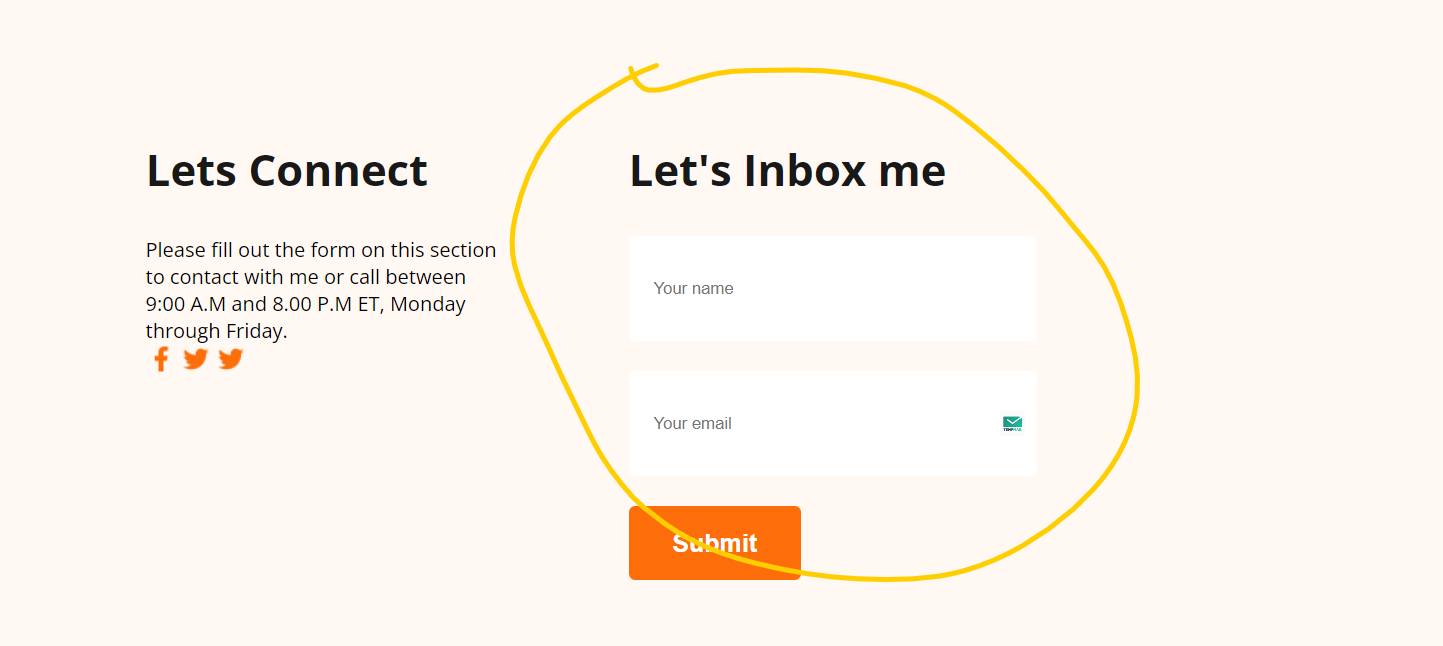 Lets Connect
Please fill out the form on this section
to contact with me or call between
9:00 A.M and 8.00 P.M ET, Monday
through Friday.
Let's Inbox me
Your name
Your email
Submit